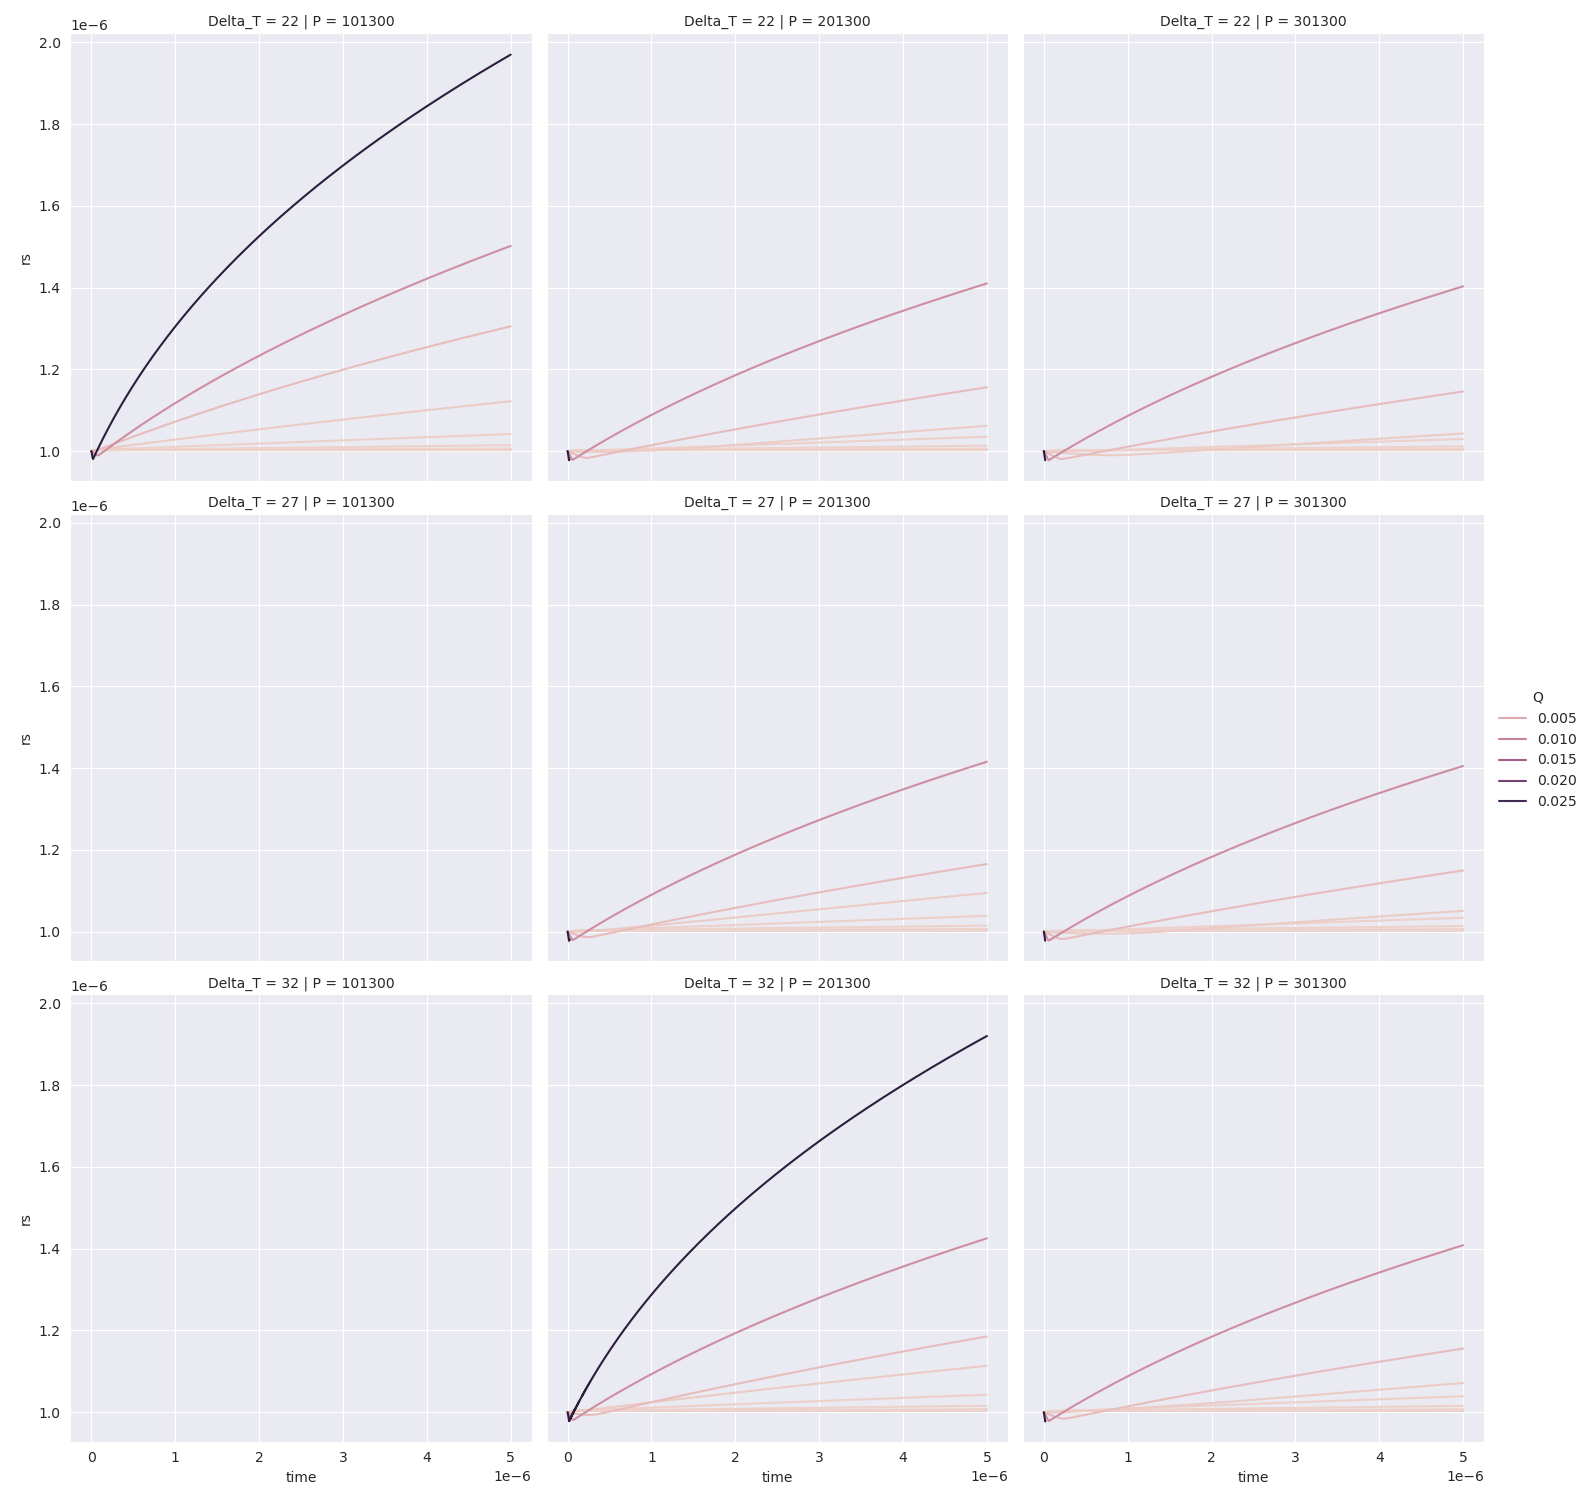 1e−6
Delta_T = 22 | P = 101300
Delta_T = 22 | P = 201300
Delta_T = 22 | P = 301300
2.0
1.8
1.6
rs
1.4
1.2
1.0
1e−6
Delta_T = 27 | P = 101300
Delta_T = 27 | P = 201300
Delta_T = 27 | P = 301300
2.0
1.8
1.6
rs
1.4
1.2
1.0
Q
0.005
0.010
0.015
0.020
0.025
1e−6
Delta_T = 32 | P = 101300
Delta_T = 32 | P = 201300
Delta_T = 32 | P = 301300
2.0
1.8
1.6
rs
1.4
1.2
1.0
0 1 2 3 4 5
time
1e−6
0 1 2 3 4 5
time
1e−6
0 1 2 3 4 5
time
1e−6